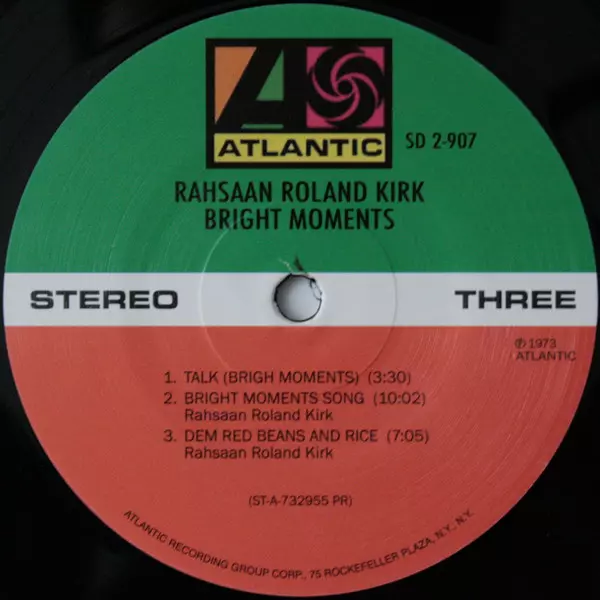 ATLANTIC
SD 2-907
RAHSAAN ROLAND KIRK
BRIGHT MOMENTS
STEREO
THREE
℗ 1973
ATLANTIC
1. TALK (BRIGH MOMENTS) (3:30)
2. BRIGHT MOMENTS SONG (10:02)
Rahsaan Roland Kirk
3. DEM RED BEANS AND RICE (7:05)
Rahsaan Roland Kirk
(ST-A-732955 PR)
ATLANTIC RECORDING GROUP CORP., 75 ROCKEFELLER PLAZA, N.Y., N.Y.